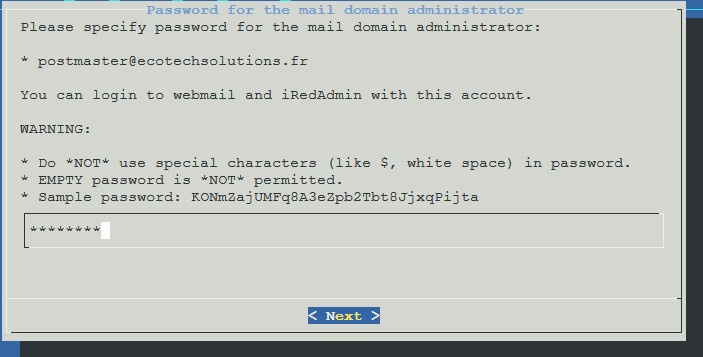 Password for the mail domain administrator
Please specify password for the mail domain administrator:
* postmaster@ecotechsolutions.fr
You can login to webmail and iRedAdmin with this account.
WARNING:
* Do *NOT* use special characters (like $, white space) in password.
* EMPTY password is *NOT* permitted.
* Sample password: KONmZajUMFq8A3eZpb2Tbt8JjxqPijta
********
< Next >